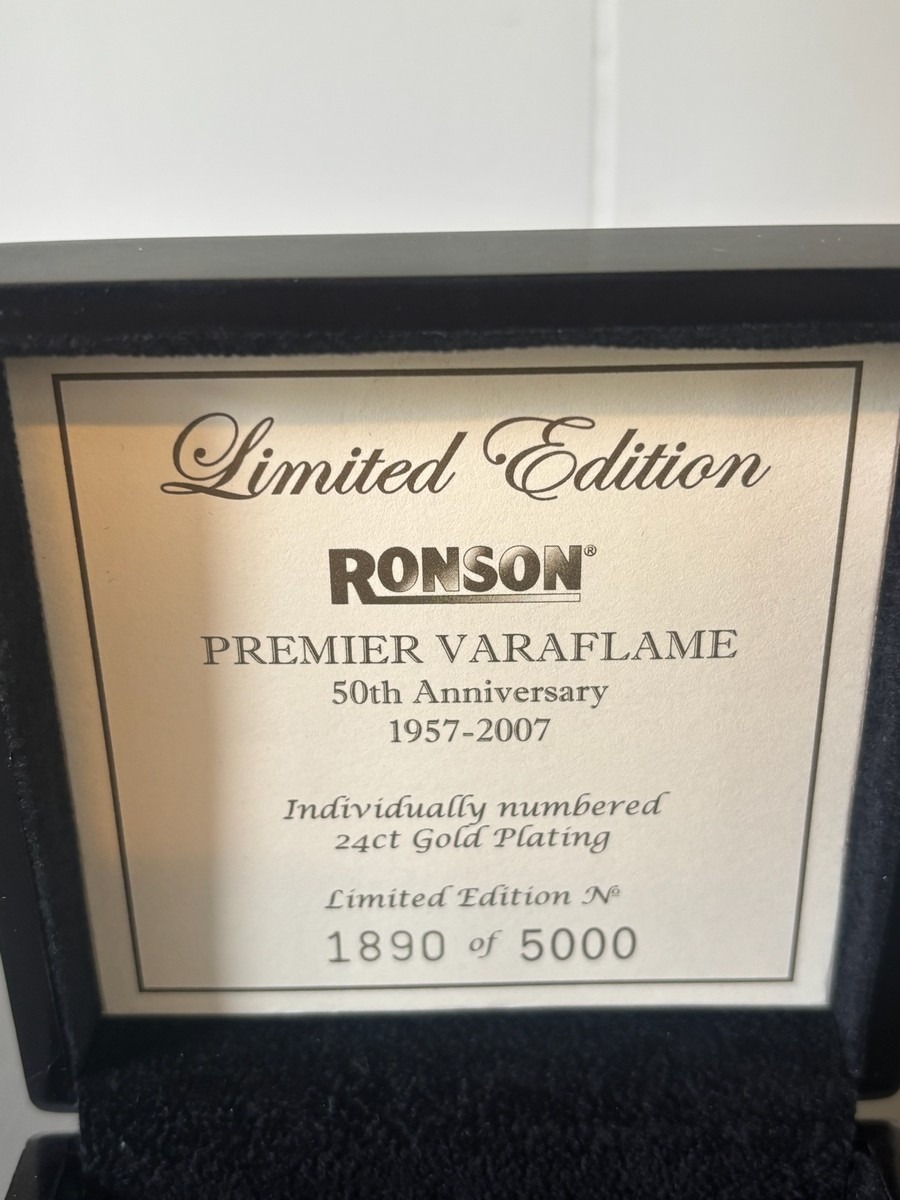 Limited Edition
RONSON®
PREMIER VARAFLAME
50th Anniversary
1957-2007
Individually numbered
24ct Gold Plating
Limited Edition Nº
1890 of 5000